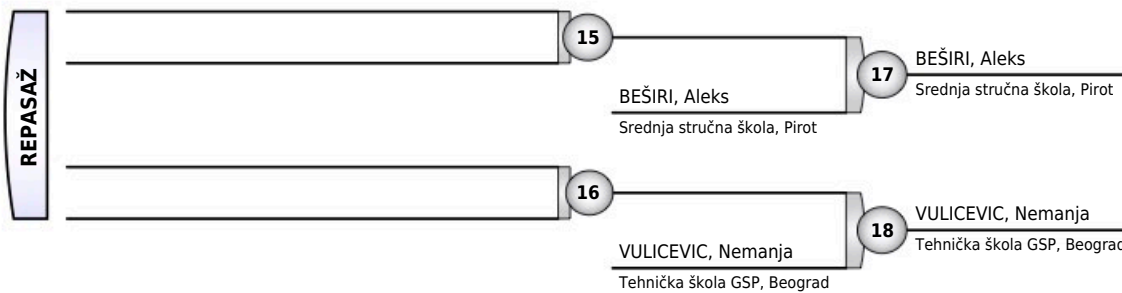 REPASAŽ
15
17
BEŠIRI, Aleks
Srednja stručna škola, Pirot
BEŠIRI, Aleks
Srednja stručna škola, Pirot
16
18
VULICEVIC, Nemanja
Tehnička škola GSP, Beograd
VULICEVIC, Nemanja
Tehnička škola GSP, Beograd